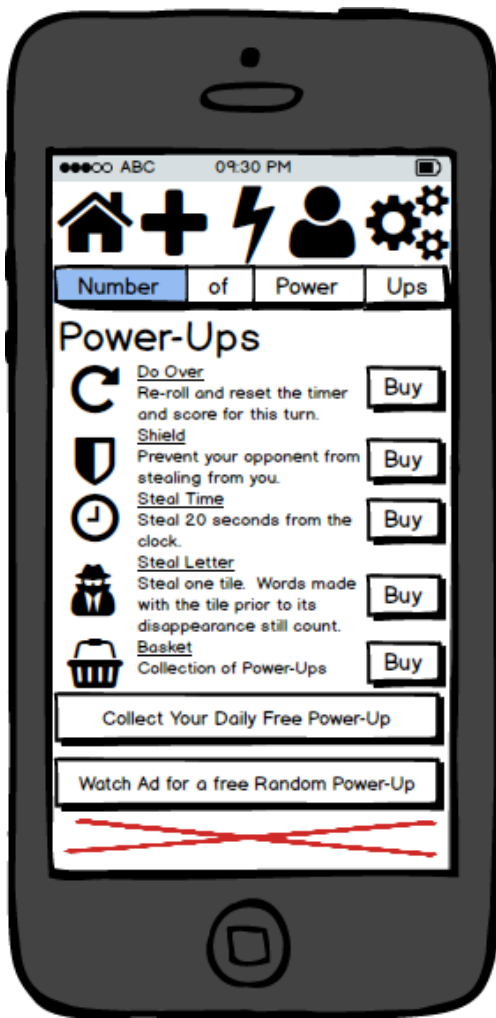 ABC 09:30 PM
Number of Power Ups
Power-Ups
Do Over
Re-roll and reset the timer
and score for this turn.
Buy
Shield
Prevent your opponent from
stealing from you.
Buy
Steal Time
Steal 20 seconds from the
clock.
Buy
Steal Letter
Steal one tile. Words made
with the tile prior to its
disappearance still count.
Buy
Basket
Collection of Power-Ups
Buy
Collect Your Daily Free Power-Up
Watch Ad for a free Random Power-Up